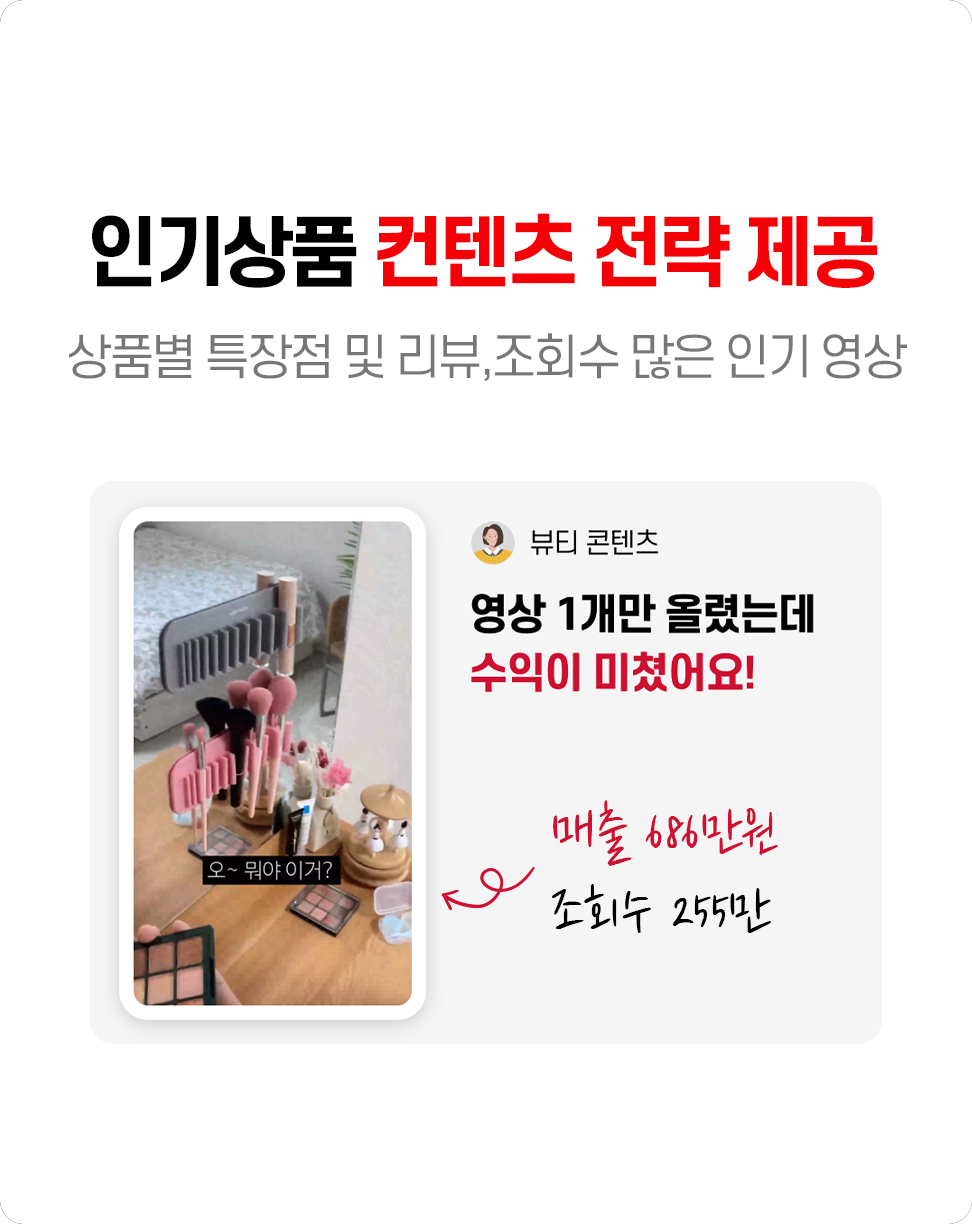 인기상품 컨텐츠 전략 제공
상품별 특장점 및 리뷰,조회수 많은 인기 영상
뷰티 콘텐츠
영상 1개만 올렸는데
수익이 미쳤어요!
매출 686만원
조회수 255만
오~ 뭐야 이거?